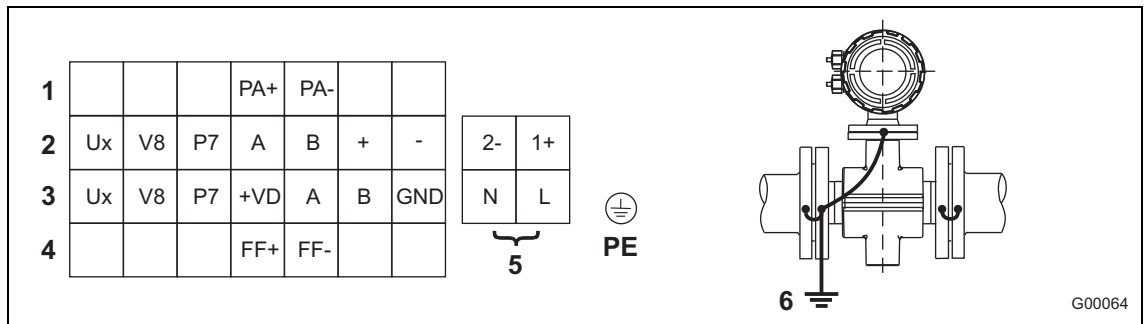 1 PA+ PA-
2 Ux V8 P7 A B + - 2- 1+
3 Ux V8 P7 +VD A B GND N L
4 FF+ FF-
5
PE
6
G00064